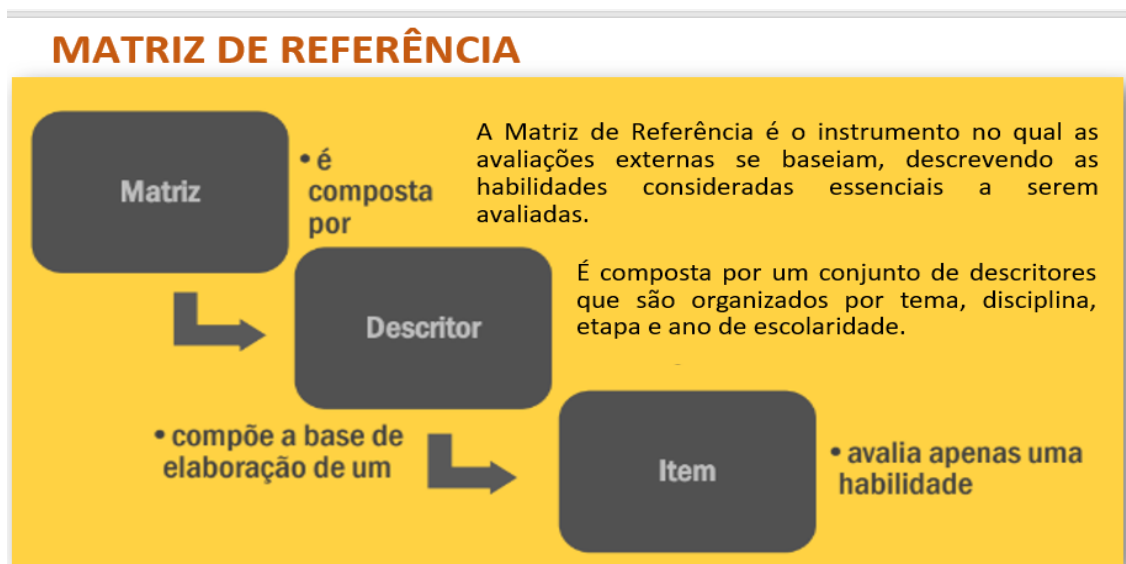 MATRIZ DE REFERÊNCIA
Matriz
• é
composta
por
A Matriz de Referência é o instrumento no qual as
avaliações externas se baseiam, descrevendo as
habilidades consideradas essenciais a serem
avaliadas.
Descritor
É composta por um conjunto de descritores
que são organizados por tema, disciplina,
etapa e ano de escolaridade.
• compõe a base de
elaboração de um
Item
• avalia apenas uma
habilidade